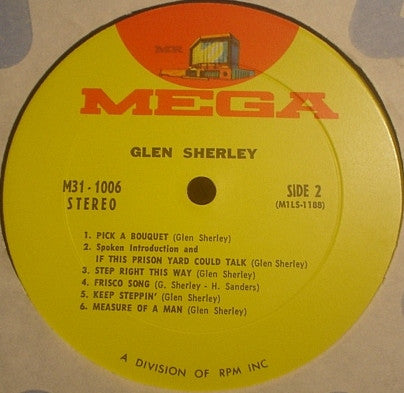 MR.
MEGA
GLEN SHERLEY
M31-1006
STEREO
SIDE 2
(M1LS-1188)
1. PICK A BOUQUET (Glen Sherley)
2. Spoken Introduction and
IF THIS PRISON YARD COULD TALK (Glen Sherley)
3. STEP RIGHT THIS WAY (Glen Sherley)
4. FRISCO SONG (G. Sherley - H. Sanders)
5. KEEP STEPPIN' (Glen Sherley)
6. MEASURE OF A MAN (Glen Sherley)
A DIVISION OF RPM INC